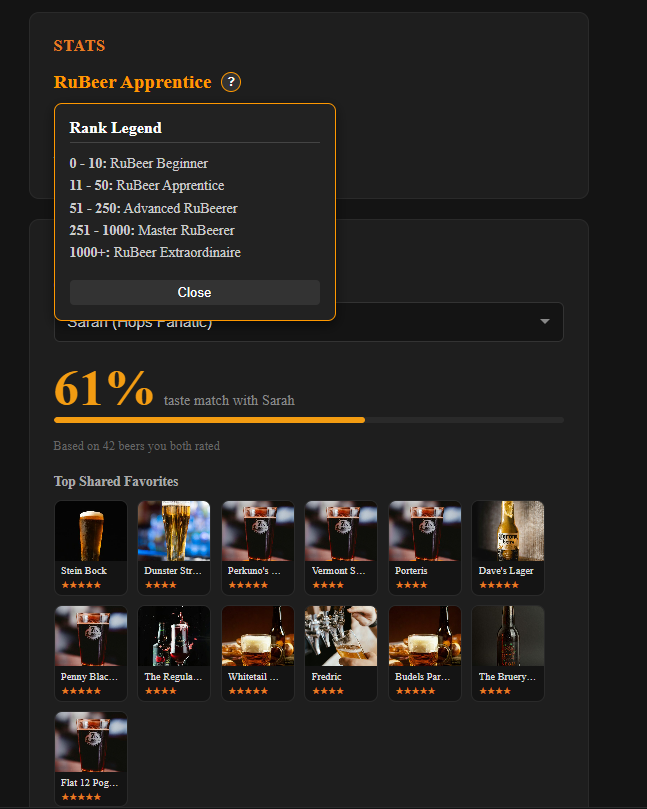 STATS
RuBeer Apprentice ?
Rank Legend
0 - 10: RuBeer Beginner
11 - 50: RuBeer Apprentice
51 - 250: Advanced RuBeerer
251 - 1000: Master RuBeerer
1000+: RuBeer Extraordinaire
Close
Sarah (Hops Fanatic)
61% taste match with Sarah
Based on 42 beers you both rated
Top Shared Favorites
Stein Bock
Dunster Str...
Perkuno's ...
Vermont S...
Porteris
Dave's Lager
★★★★★
★★★★
★★★★★
★★★★
★★★★
★★★★★
Penny Blac...
The Regula...
Whitetail ...
Fredric
Budels Par...
The Bruery...
★★★★★
★★★★
★★★★★
★★★★
★★★★★
★★★★
Flat 12 Pog...
★★★★★